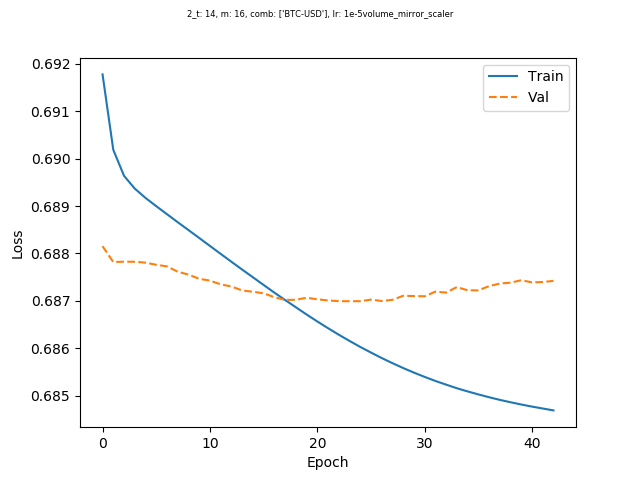 2_t: 14, m: 16, comb: ['BTC-USD'], lr: 1e-5volume_mirror_scaler
Train
Val
0.692
0.691
0.690
0.689
0.688
0.687
0.686
0.685
Loss
0
10
20
30
40
Epoch